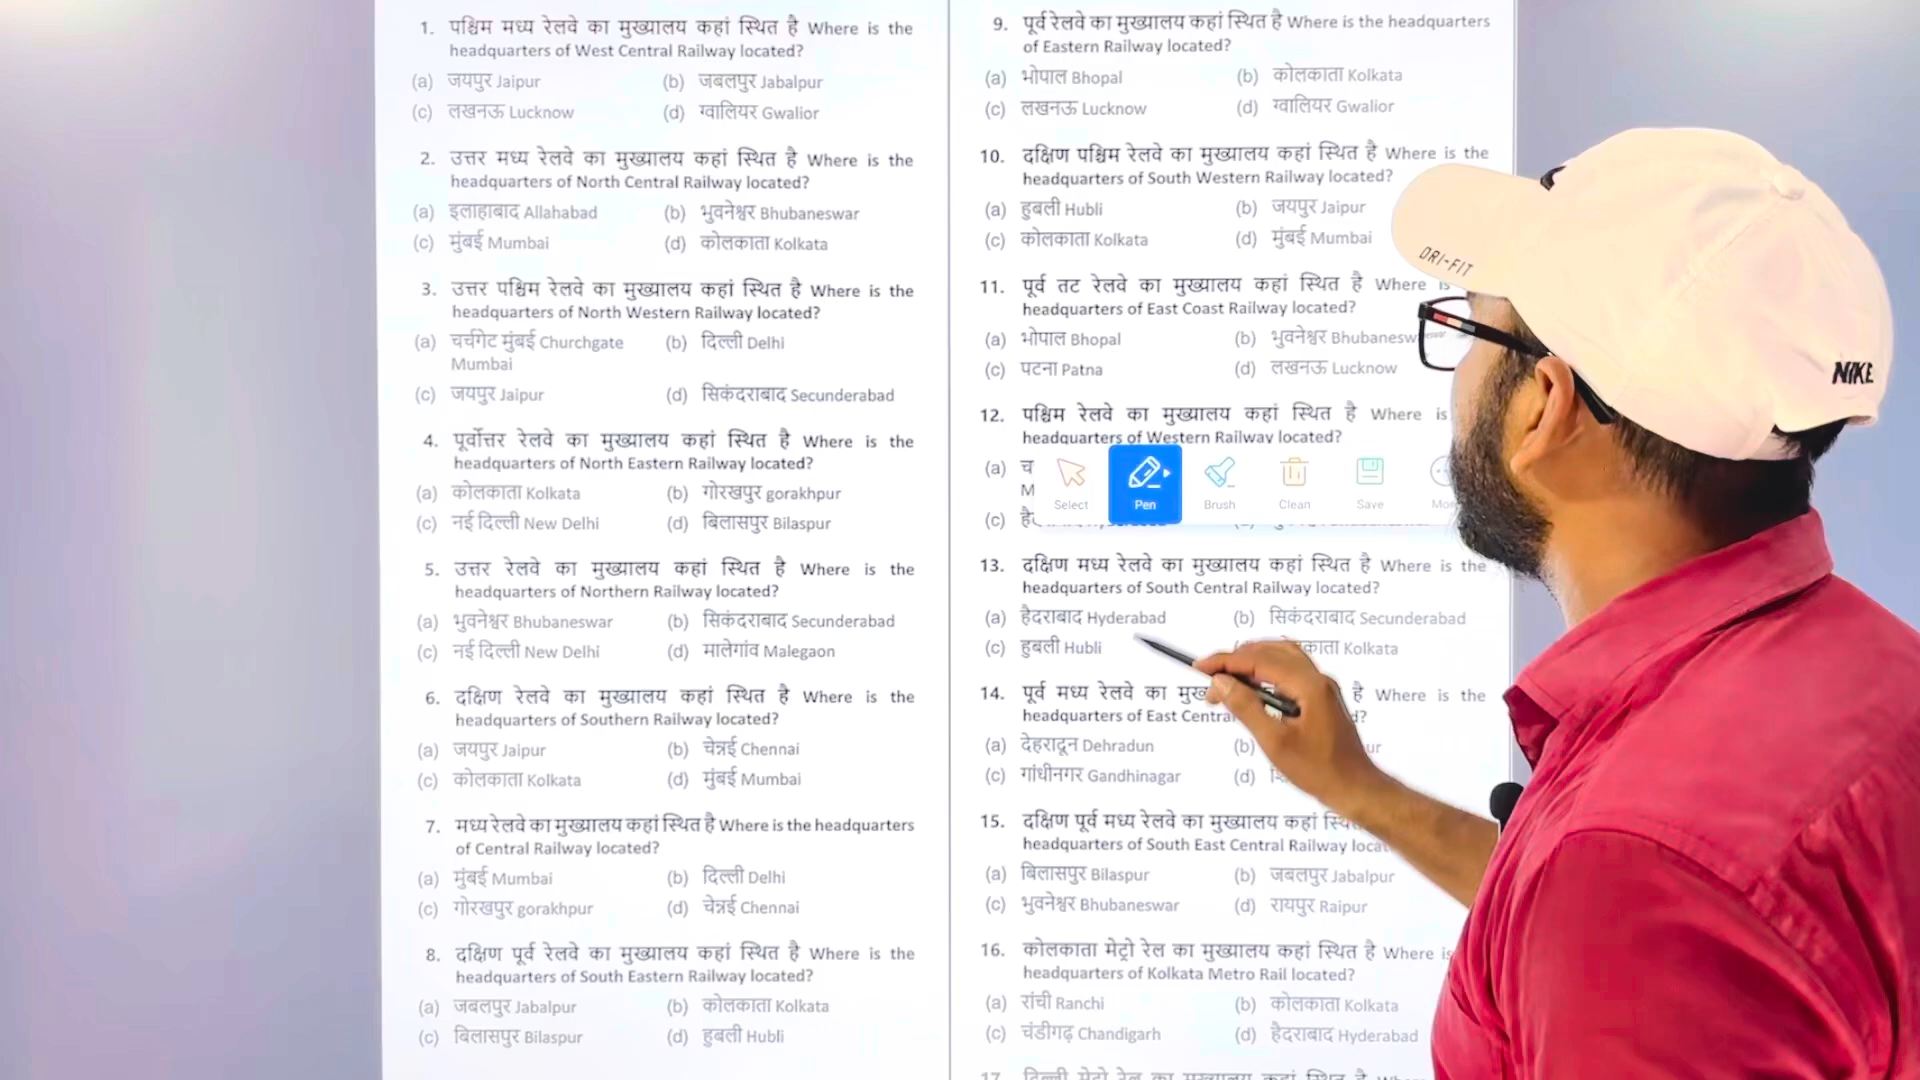 1. पश्चिम मध्य रेलवे का मुख्यालय कहां स्थित है Where is the
headquarters of West Central Railway located?
(a) जयपुर Jaipur (b) जबलपुर Jabalpur
(c) लखनऊ Lucknow (d) ग्वालियर Gwalior
2. उत्तर मध्य रेलवे का मुख्यालय कहां स्थित है Where is the
headquarters of North Central Railway located?
(a) इलाहाबाद Allahabad (b) भुवनेश्वर Bhubaneswar
(c) मुंबई Mumbai (d) कोलकाता Kolkata
3. उत्तर पश्चिम रेलवे का मुख्यालय कहां स्थित है Where is the
headquarters of North Western Railway located?
(a) चर्चगेट मुंबई Churchgate (b) दिल्ली Delhi
Mumbai
(c) जयपुर Jaipur (d) सिकंदराबाद Secunderabad
4. पूर्वोत्तर रेलवे का मुख्यालय कहां स्थित है Where is the
headquarters of North Eastern Railway located?
(a) कोलकाता Kolkata (b) गोरखपुर gorakhpur
(c) नई दिल्ली New Delhi (d) बिलासपुर Bilaspur
5. उत्तर रेलवे का मुख्यालय कहां स्थित है Where is the
headquarters of Northern Railway located?
(a) भुवनेश्वर Bhubaneswar (b) सिकंदराबाद Secunderabad
(c) नई दिल्ली New Delhi (d) मालेगांव Malegaon
6. दक्षिण रेलवे का मुख्यालय कहां स्थित है Where is the
headquarters of Southern Railway located?
(a) जयपुर Jaipur (b) चेन्नई Chennai
(c) कोलकाता Kolkata (d) मुंबई Mumbai
7. मध्य रेलवे का मुख्यालय कहां स्थित है Where is the headquarters
of Central Railway located?
(a) मुंबई Mumbai (b) दिल्ली Delhi
(c) गोरखपुर gorakhpur (d) चेन्नई Chennai
8. दक्षिण पूर्व रेलवे का मुख्यालय कहां स्थित है Where is the
headquarters of South Eastern Railway located?
(a) जबलपुर Jabalpur (b) कोलकाता Kolkata
(c) बिलासपुर Bilaspur (d) हुबली Hubli
9. पूर्व रेलवे का मुख्यालय कहां स्थित है Where is the headquarters
of Eastern Railway located?
(a) भोपाल Bhopal (b) कोलकाता Kolkata
(c) लखनऊ Lucknow (d) ग्वालियर Gwalior
10. दक्षिण पश्चिम रेलवे का मुख्यालय कहां स्थित है Where is the
headquarters of South Western Railway located?
(a) हुबली Hubli (b) जयपुर Jaipur
(c) कोलकाता Kolkata (d) मुंबई Mumbai
11. पूर्व तट रेलवे का मुख्यालय कहां स्थित है Where is
headquarters of East Coast Railway located?
(a) भोपाल Bhopal (b) भुवनेश्वर Bhubanesw
(c) पटना Patna (d) लखनऊ Lucknow
12. पश्चिम रेलवे का मुख्यालय कहां स्थित है Where is
headquarters of Western Railway located?
(a) च
M
(c)
Select Pen Brush Clean Save
13. दक्षिण मध्य रेलवे का मुख्यालय कहां स्थित है Where is the
headquarters of South Central Railway located?
(a) हैदराबाद Hyderabad (b) सिकंदराबाद Secunderabad
(c) हुबली Hubli Kolkata
14. पूर्व मध्य रेलवे का है Where is the
headquarters of East
(a) देहरादून Dehradun (b)
(c) गांधीनगर Gandhinagar (d)
15. दक्षिण पूर्व मध्य रेलवे का मुख्यालय कहां
headquarters of South East Central Railway
(a) बिलासपुर Bilaspur (b) जबलपुर Jabalpur
(c) भुवनेश्वर Bhubaneswar (d) रायपुर Raipur
16. कोलकाता मेट्रो रेल का मुख्यालय कहां स्थित है Where is
headquarters of Kolkata Metro Rail located?
(a) रांची Ranchi (b) कोलकाता Kolkata
(c) चंडीगढ़ Chandigarh (d) हैदराबाद Hyderabad
DRI-FIT
NIKE